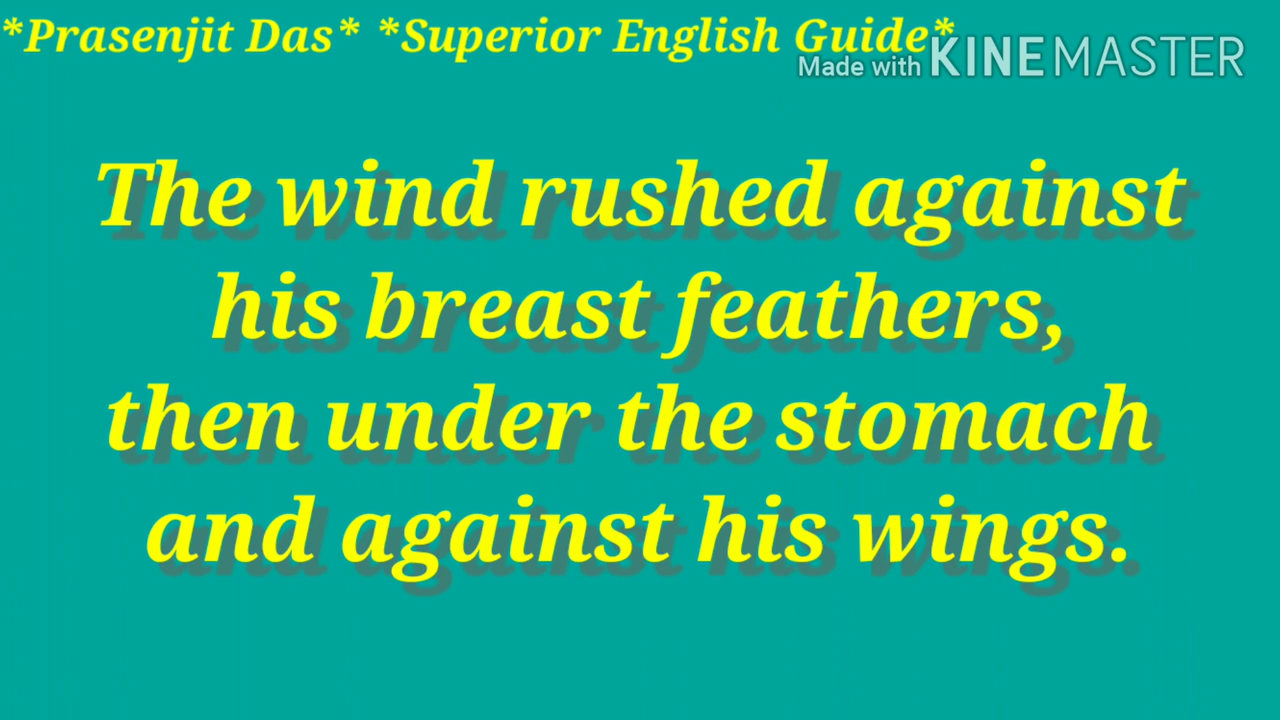 *Prasenjit Das* *Superior English Guide*
Made with KINEMASTER
The wind rushed against
his breast feathers,
then under the stomach
and against his wings.